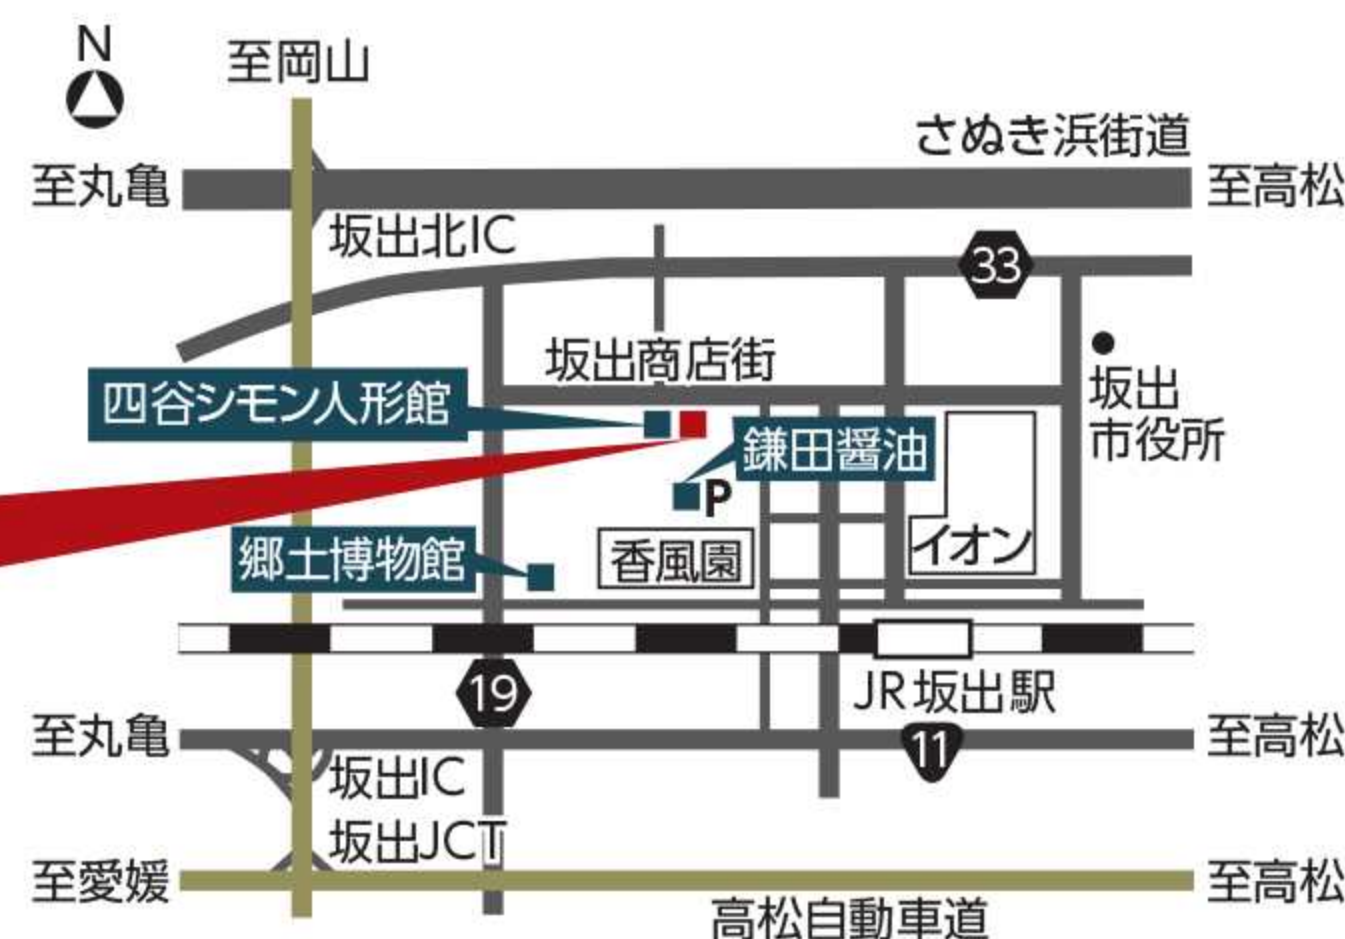 N
至岡山
さぬき浜街道
至丸亀
至高松
坂出北IC
33
坂出商店街
坂出
市役所
四谷シモン人形館
鎌田醤油
P
郷土博物館
香風園
イオン
19
JR坂出駅
至丸亀
11
至高松
坂出IC
坂出JCT
至愛媛
至高松
高松自動車道